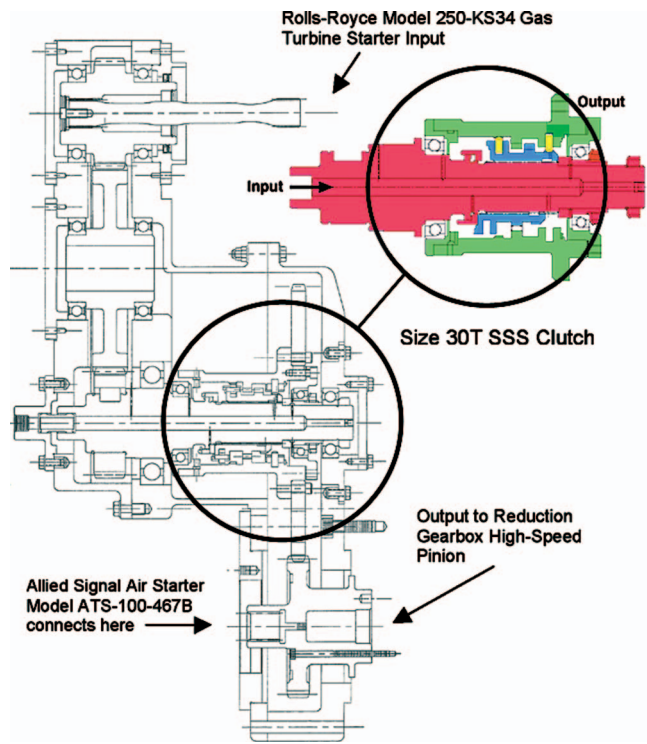 Rolls-Royce Model 250-KS34 Gas
Turbine Starter Input
Output
Input
Size 30T SSS Clutch
Output to Reduction
Gearbox High-Speed
Pinion
Allied Signal Air Starter
Model ATS-100-467B
connects here